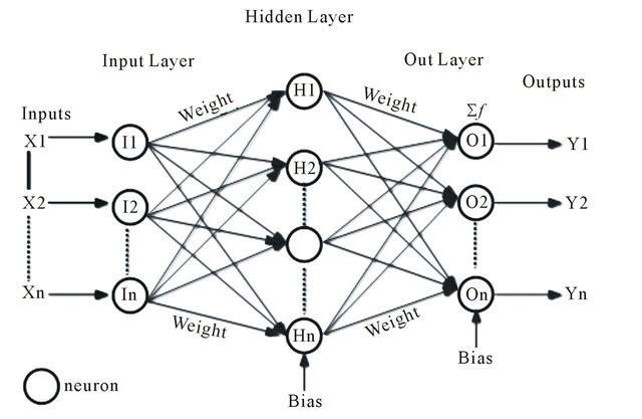 Hidden Layer
Input Layer
Out Layer
Outputs
Inputs
Weight
Weight
Σf
X1
I1
H1
O1
Y1
X2
I2
H2
O2
Y2
Xn
In
Hn
On
Yn
Weight
Weight
Bias
Bias
neuron